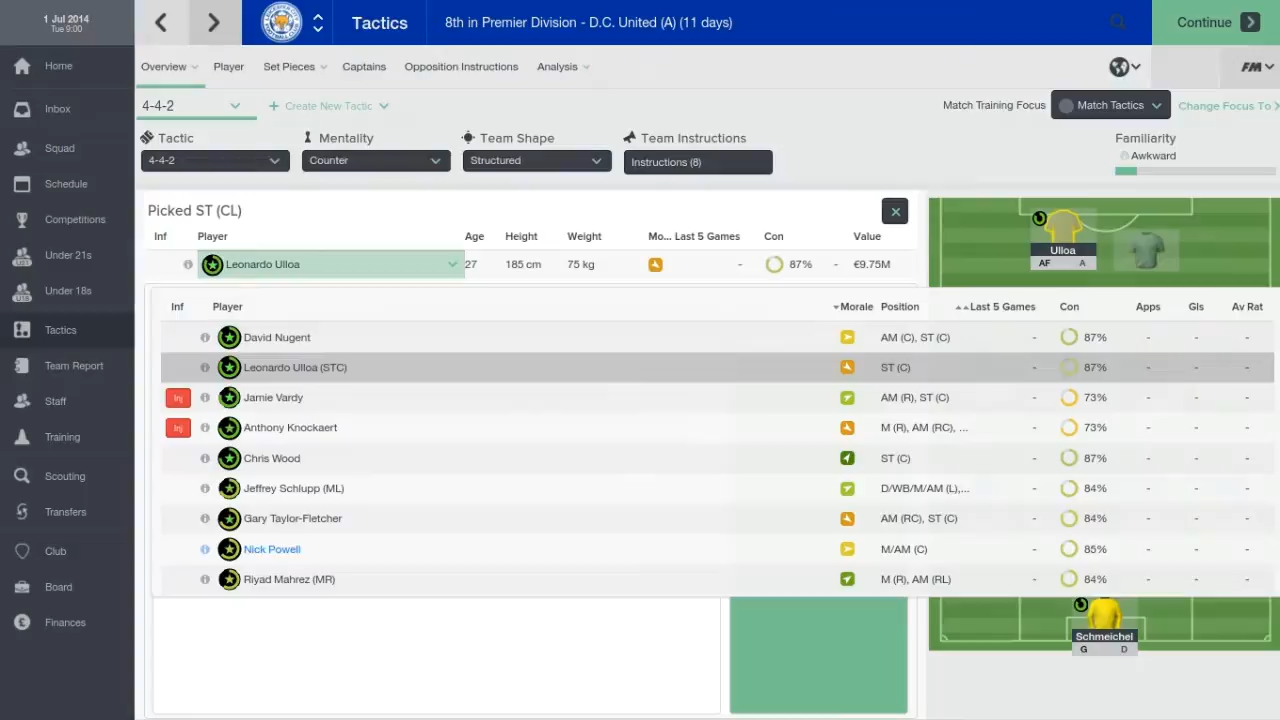 1 Jul 2014
Tue 9:00
Tactics
8th in Premier Division - D.C. United (A) (11 days)
Continue
Home
Inbox
Squad
Schedule
Competitions
Under 21s
Under 18s
Tactics
Team Report
Staff
Training
Scouting
Transfers
Club
Board
Finances
Overview Player Set Pieces Captains Opposition Instructions Analysis
FM
4-4-2
Create New Tactic
Match Training Focus Match Tactics Change Focus To
Tactic Mentality Team Shape Team Instructions Familiarity
4-4-2 Counter Structured Instructions (8) Awkward
Picked ST (CL)
Inf Player Age Height Weight Mo... Last 5 Games Con Value
Leonardo Ulloa 27 185 cm 75 kg - 87% - €9.75M
Ulloa
AF A
Inf Player Morale Position Last 5 Games Con Apps Gls Av Rat
David Nugent AM (C), ST (C) - 87% - - -
Leonardo Ulloa (STC) ST (C) - 87% - - -
Inj Jamie Vardy AM (R), ST (C) - 73% - - -
Inj Anthony Knockaert M (R), AM (RC), ... - 73% - - -
Chris Wood ST (C) - 87% - - -
Jeffrey Schlupp (ML) D/WB/M/AM (L),... - 84% - - -
Gary Taylor-Fletcher AM (RC), ST (C) - 84% - - -
Nick Powell M/AM (C) - 85% - - -
Riyad Mahrez (MR) M (R), AM (RL) - 84% - - -
Schmeichel
G D